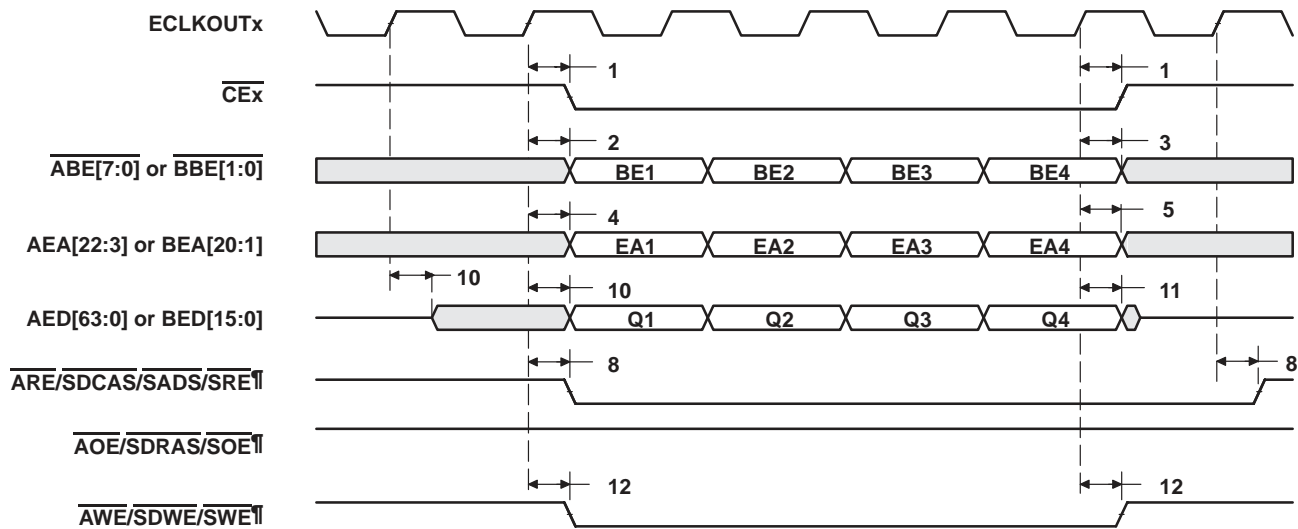 ECLKOUTx
1 1
CEx
2 3
ABE[7:0] or BBE[1:0]
BE1 BE2 BE3 BE4
4 5
AEA[22:3] or BEA[20:1]
EA1 EA2 EA3 EA4
10 10 11
AED[63:0] or BED[15:0]
Q1 Q2 Q3 Q4
8 8
ARE/SDCAS/SADS/SRE¶
AOE/SDRAS/SOE¶
12 12
AWE/SDWE/SWE¶